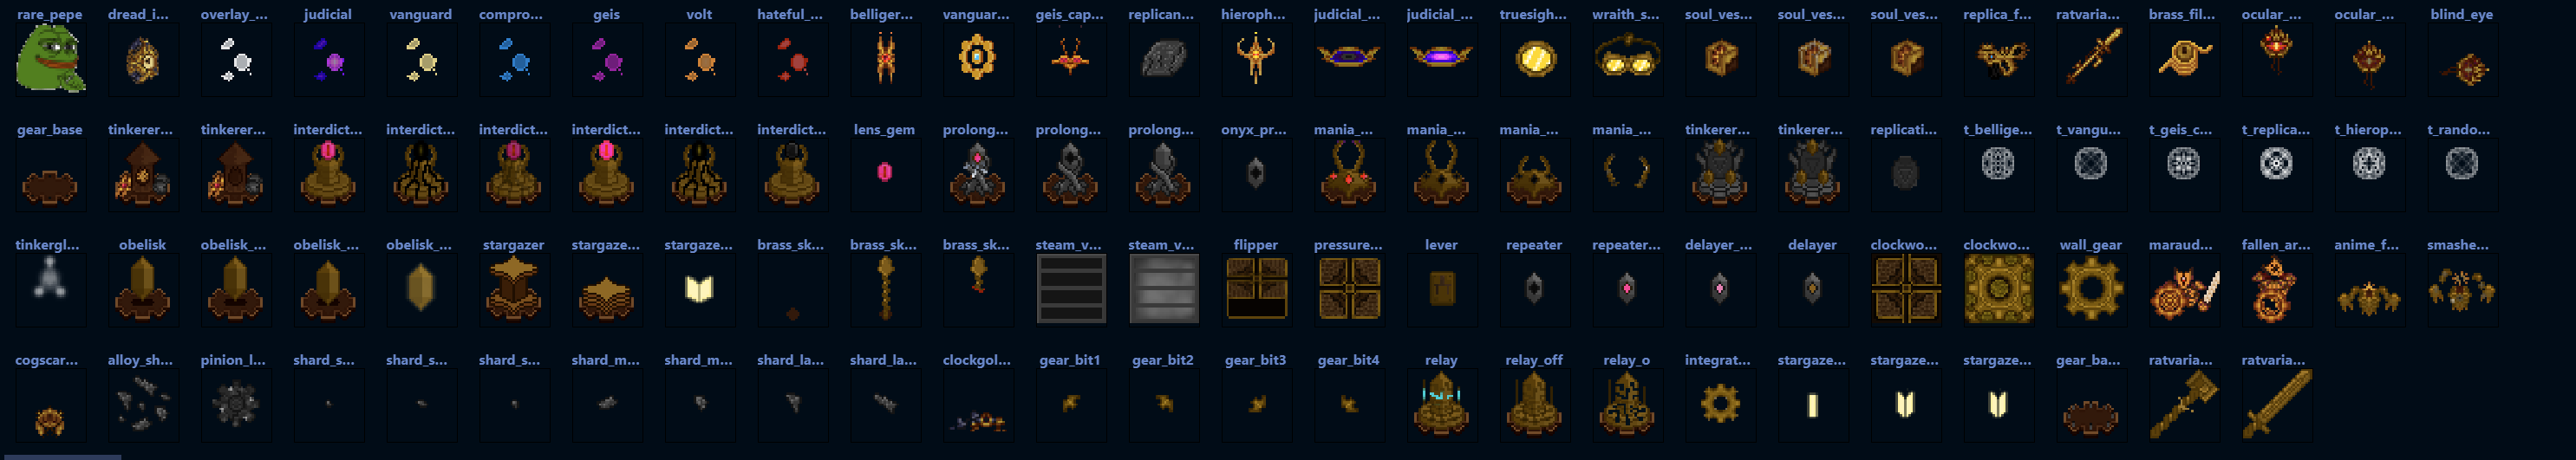 rare_pepe dread_i... overlay_... judicial vanguard compro... geis volt hateful_... belliger... vanguar... geis_cap... replican... hieroph... judicial_... judicial_... truesigh... wraith_s... soul_ves... soul_ves... soul_ves... replica_f... ratvaria... brass_fil... ocular_... ocular_... blind_eye
gear_base tinkerer... tinkerer... interdict... interdict... interdict... interdict... interdict... interdict... lens_gem prolong... prolong... prolong... onyx_pr... mania_... mania_... mania_... mania_... tinkerer... tinkerer... replicati... t_bellige... t_vangu... t_geis_c... t_replica... t_hierop... t_rando...
tinkergl... obelisk obelisk_... obelisk_... obelisk_... stargazer stargaze... stargaze... brass_sk... brass_sk... brass_sk... steam_v... steam_v... flipper pressure... lever repeater repeater... delayer_... delayer clockwo... clockwo... wall_gear maraud... fallen_ar... anime_f... smashe...
cogscar... alloy_sh... pinion_l... shard_s... shard_s... shard_s... shard_m... shard_m... shard_la... shard_la... clockgol... gear_bit1 gear_bit2 gear_bit3 gear_bit4 relay relay_off relay_o integrat... stargaze... stargaze... stargaze... gear_ba... ratvaria... ratvaria...